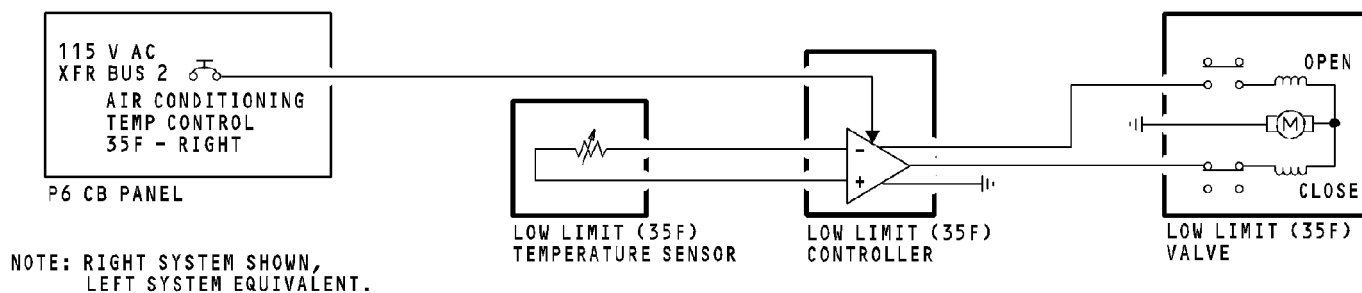 115 V AC
XFR BUS 2
AIR CONDITIONING
TEMP CONTROL
35F - RIGHT
P6 CB PANEL
LOW LIMIT (35F)
TEMPERATURE SENSOR
-
+
LOW LIMIT (35F)
CONTROLLER
OPEN
M
CLOSE
LOW LIMIT (35F)
VALVE
NOTE: RIGHT SYSTEM SHOWN,
LEFT SYSTEM EQUIVALENT.